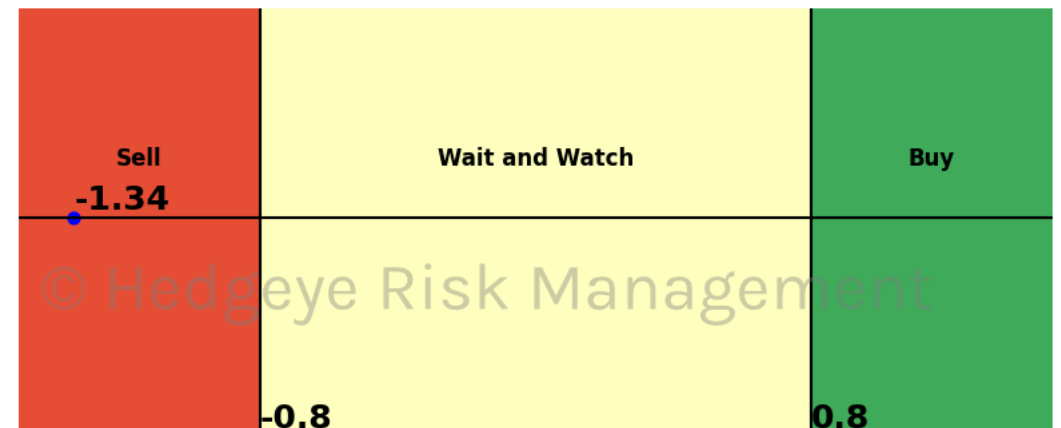 Sell
Wait and Watch
Buy
-1.34
© Hedgeye Risk Management
-0.8
0.8